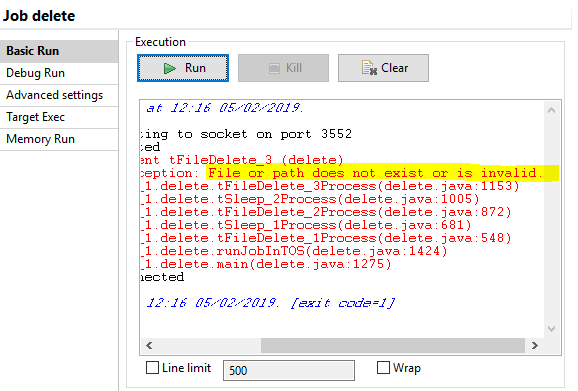 Job delete
Basic Run
Debug Run
Advanced settings
Target Exec
Memory Run
Execution
Run
Kill
Clear
at 12:16 05/02/2019.
ing to socket on port 3552
ted
ent tFileDelete_3 (delete)
ception: File or path does not exist or is invalid.
_1.delete.tFileDelete_3Process(delete.java:1153)
_1.delete.tSleep_2Process(delete.java:1005)
_1.delete.tFileDelete_2Process(delete.java:872)
_1.delete.tSleep_1Process(delete.java:681)
_1.delete.tFileDelete_1Process(delete.java:548)
_1.delete.runJobInTOS(delete.java:1424)
_1.delete.main(delete.java:1275)
nected
12:16 05/02/2019. [exit code=1]
Line limit
500
Wrap